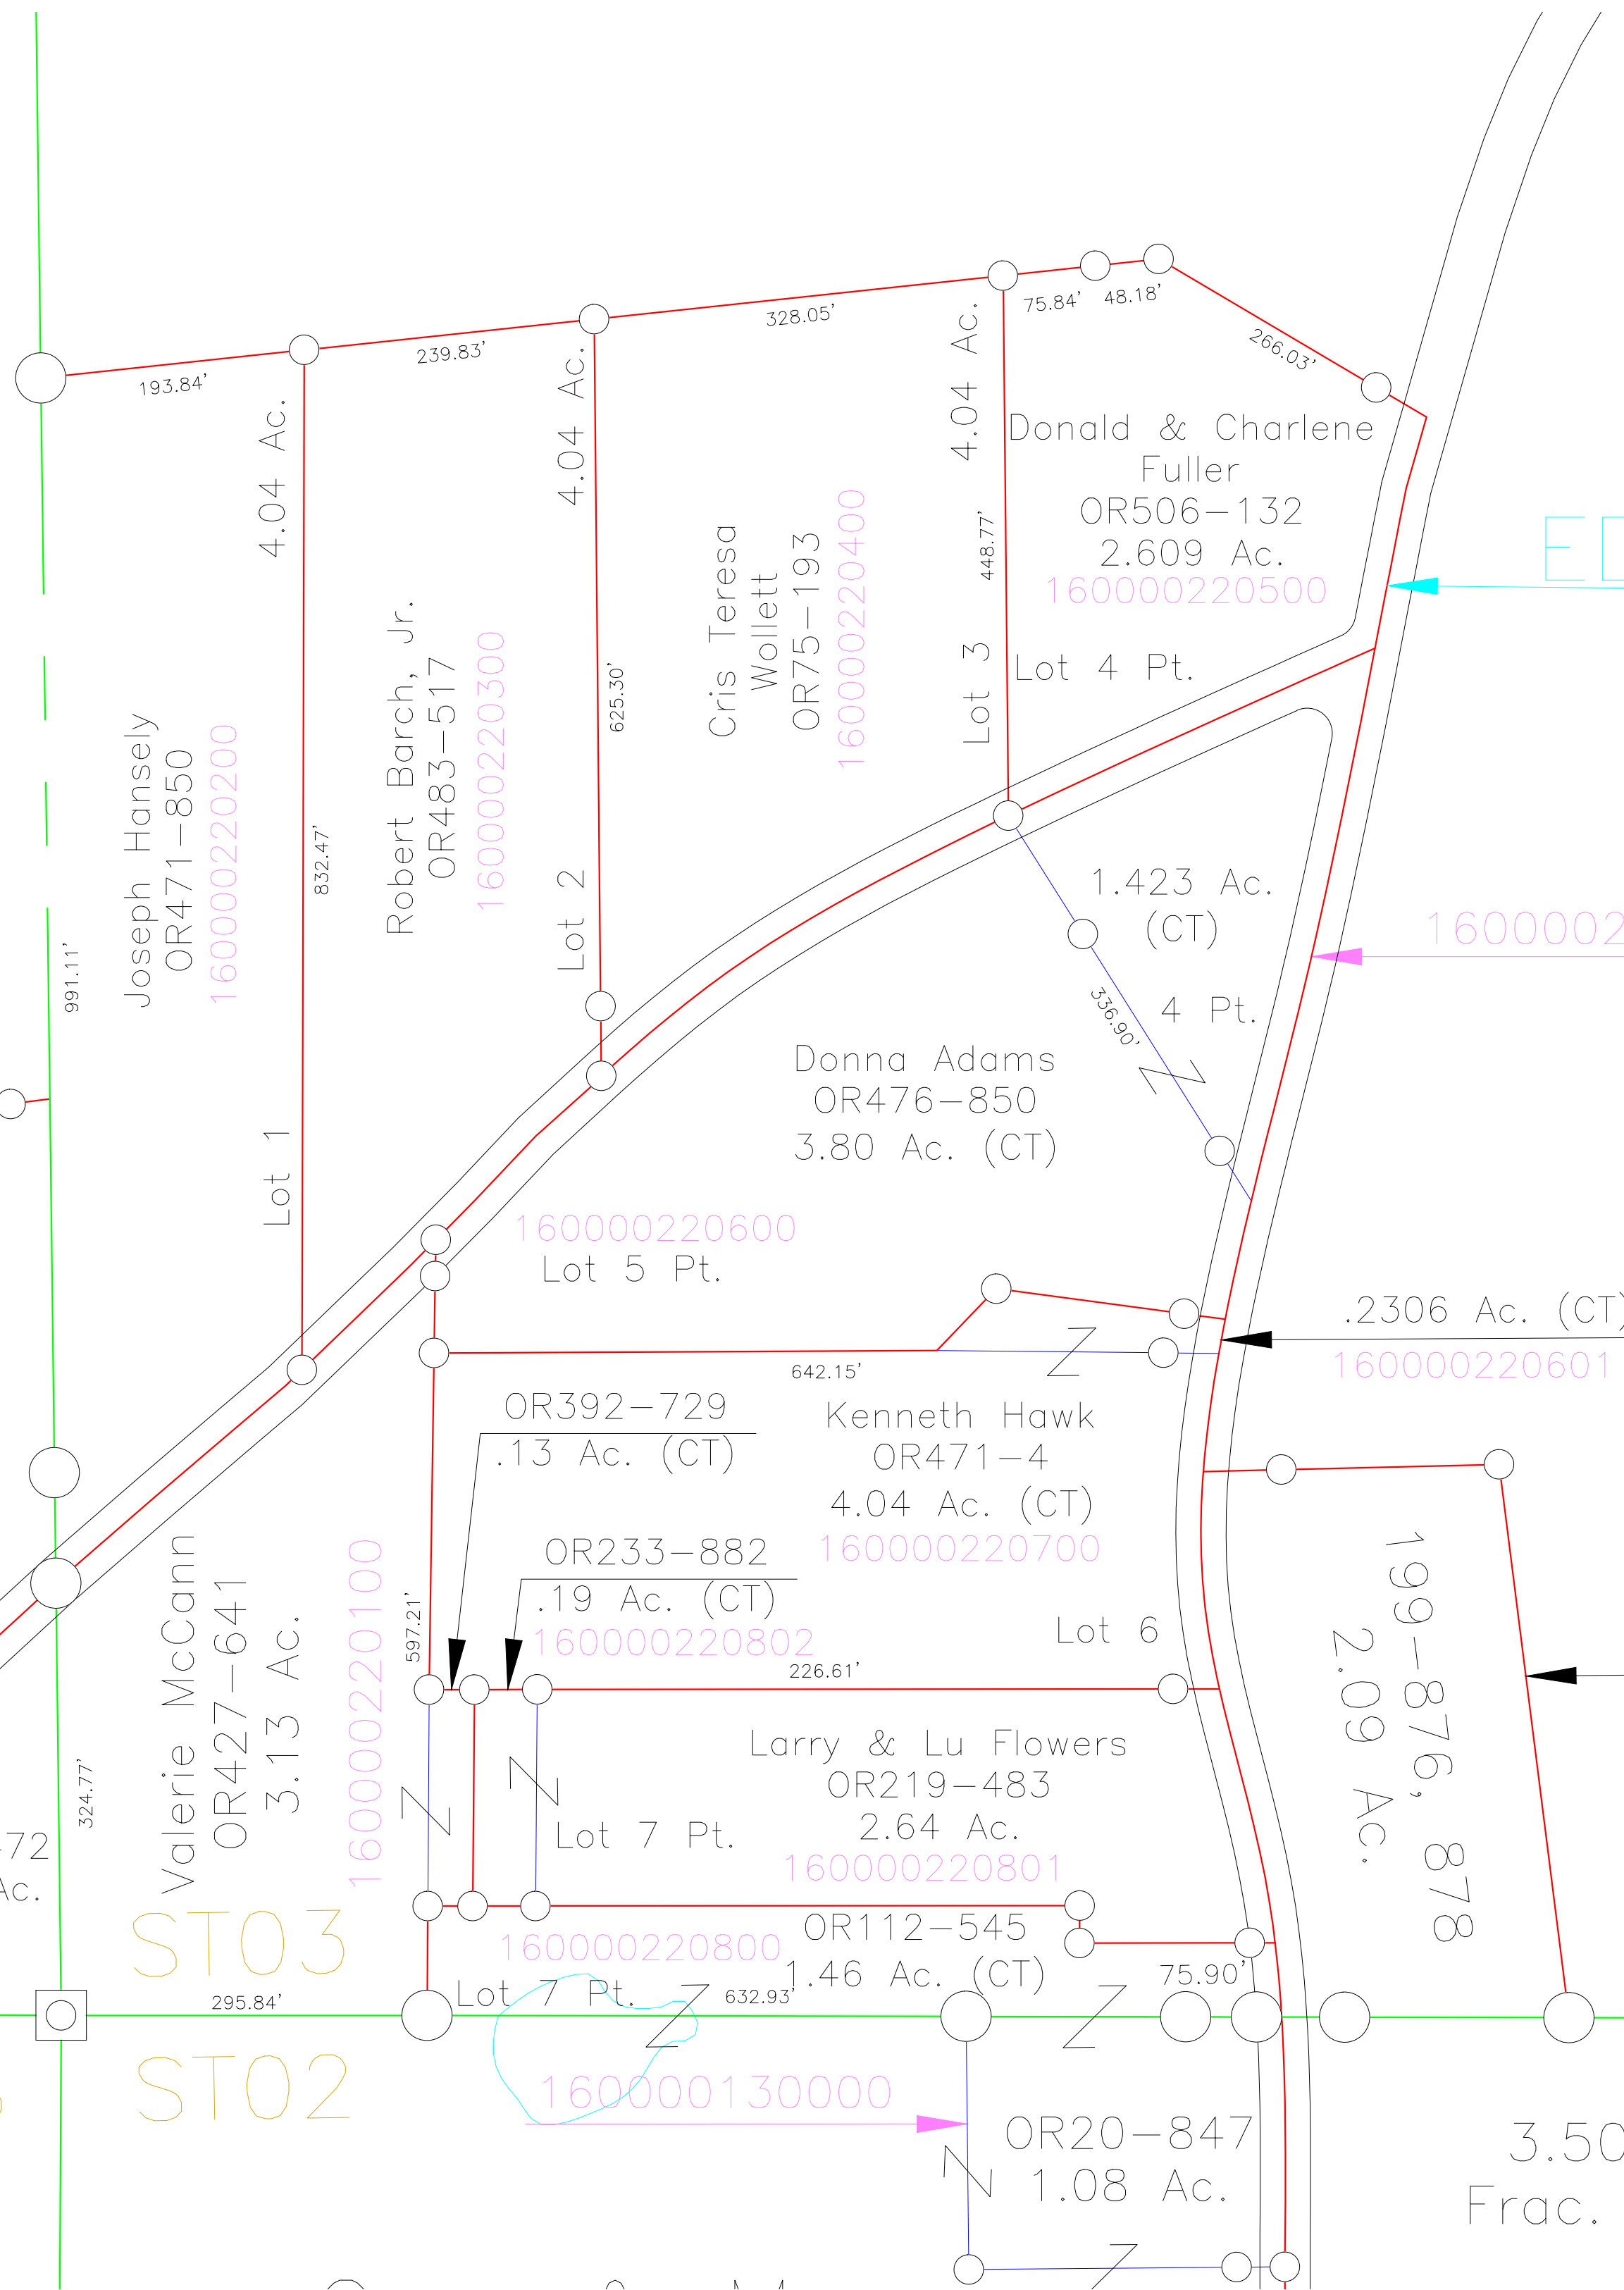 193.84'
239.83'
328.05'
75.84'
48.18'
266.03'
4.04 Ac.
4.04 Ac.
4.04 Ac.
Donald & Charlene
Fuller
OR506-132
2.609 Ac.
160000220500
448.77'
Lot 3
Lot 4 Pt.
Cris Teresa
Wollett
OR75-193
160000220400
625.30'
Robert Barch, Jr.
OR483-517
160000220300
Lot 2
Joseph Hansely
OR471-850
160000220200
832.47'
991.11'
Lot 1
1.423 Ac.
(CT)
4 Pt.
336.90'
1600002
Donna Adams
OR476-850
3.80 Ac. (CT)
160000220600
Lot 5 Pt.
.2306 Ac. (CT)
160000220601
642.15'
OR392-729
.13 Ac. (CT)
Kenneth Hawk
OR471-4
4.04 Ac. (CT)
160000220700
OR233-882
.19 Ac. (CT)
160000220802
597.21'
Lot 6
226.61'
199-876, 878
2.09 Ac.
Valerie McCann
OR427-641
3.13 Ac.
160000220100
324.77'
72
Ac.
Larry & Lu Flowers
OR219-483
2.64 Ac.
160000220801
Lot 7 Pt.
ST03
160000220800
OR112-545
1.46 Ac. (CT)
75.90'
Lot 7 Pt.
632.93'
295.84'
ST02
160000130000
OR20-847
1.08 Ac.
3.50
Frac.